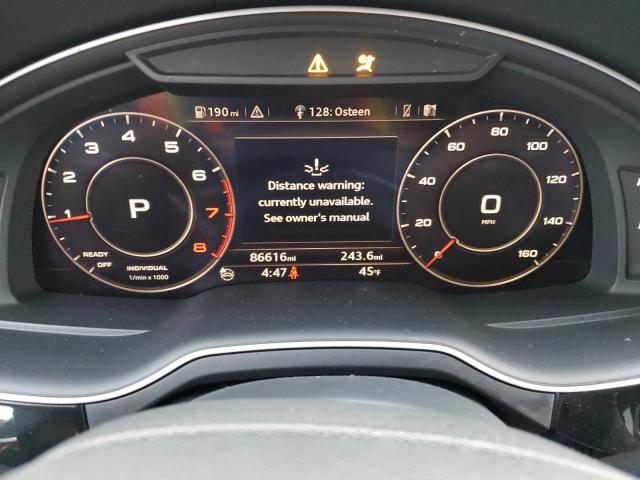 190 mi 128: Osteen
Distance warning:
currently unavailable.
See owner's manual
1 2 3 4 5 6 7 8
P
READY
OFF
INDIVIDUAL
1/min x 1000
0 20 40 60 80 100 120 140 160
0
MPH
86616mi 243.6mi
4:47 45°F